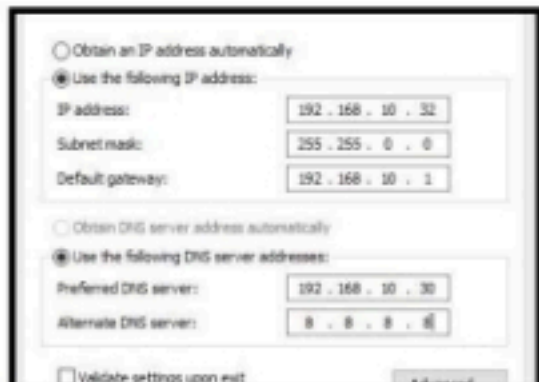 Obtain an IP address automatically
Use the following IP address:
IP address: 192 . 168 . 10 . 32
Subnet mask: 255 . 255 . 0 . 0
Default gateway: 192 . 168 . 10 . 1
Obtain DNS server address automatically
Use the following DNS server addresses:
Preferred DNS server: 192 . 168 . 10 . 30
Alternate DNS server: 8 . 8 . 8 . 8
Validate settings upon exit
Advanced...